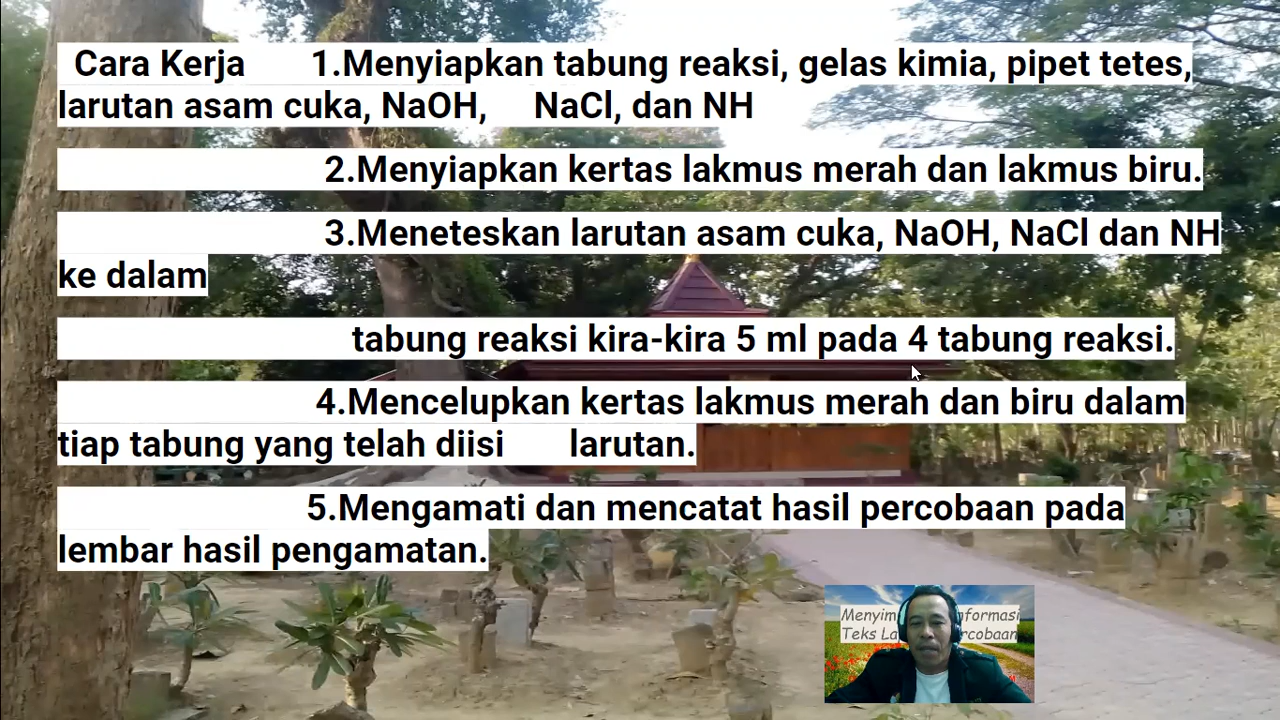 Cara Kerja 1.Menyiapkan tabung reaksi, gelas kimia, pipet tetes,
larutan asam cuka, NaOH, NaCl, dan NH
2.Menyiapkan kertas lakmus merah dan lakmus biru.
3.Meneteskan larutan asam cuka, NaOH, NaCl dan NH
ke dalam
tabung reaksi kira-kira 5 ml pada 4 tabung reaksi.
4.Mencelupkan kertas lakmus merah dan biru dalam
tiap tabung yang telah diisi larutan.
5.Mengamati dan mencatat hasil percobaan pada
lembar hasil pengamatan.
Teks